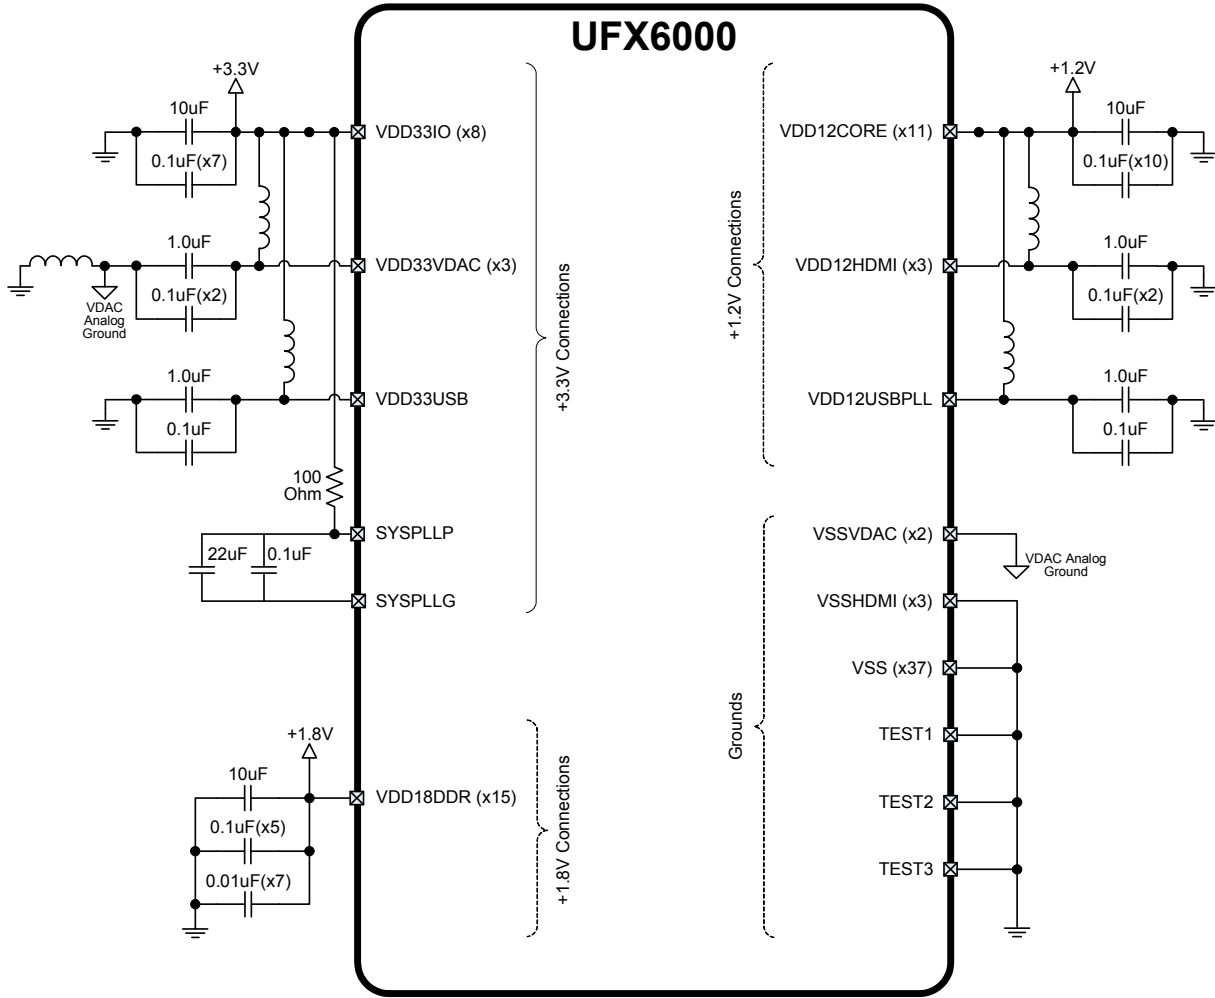 UFX6000
+3.3V
10uF
0.1uF(x7)
VDD33IO (x8)
1.0uF
0.1uF(x2)
VDAC
Analog
Ground
VDD33VDAC (x3)
1.0uF
0.1uF
VDD33USB
100
Ohm
22uF
0.1uF
SYSPLLP
SYSPLLG
+3.3V Connections
+1.8V
10uF
0.1uF(x5)
0.01uF(x7)
VDD18DDR (x15)
+1.8V Connections
+1.2V
VDD12CORE (x11)
10uF
0.1uF(x10)
VDD12HDMI (x3)
1.0uF
0.1uF(x2)
VDD12USBPLL
1.0uF
0.1uF
+1.2V Connections
VSSVDAC (x2)
VDAC Analog
Ground
VSSHDMI (x3)
VSS (x37)
TEST1
TEST2
TEST3
Grounds